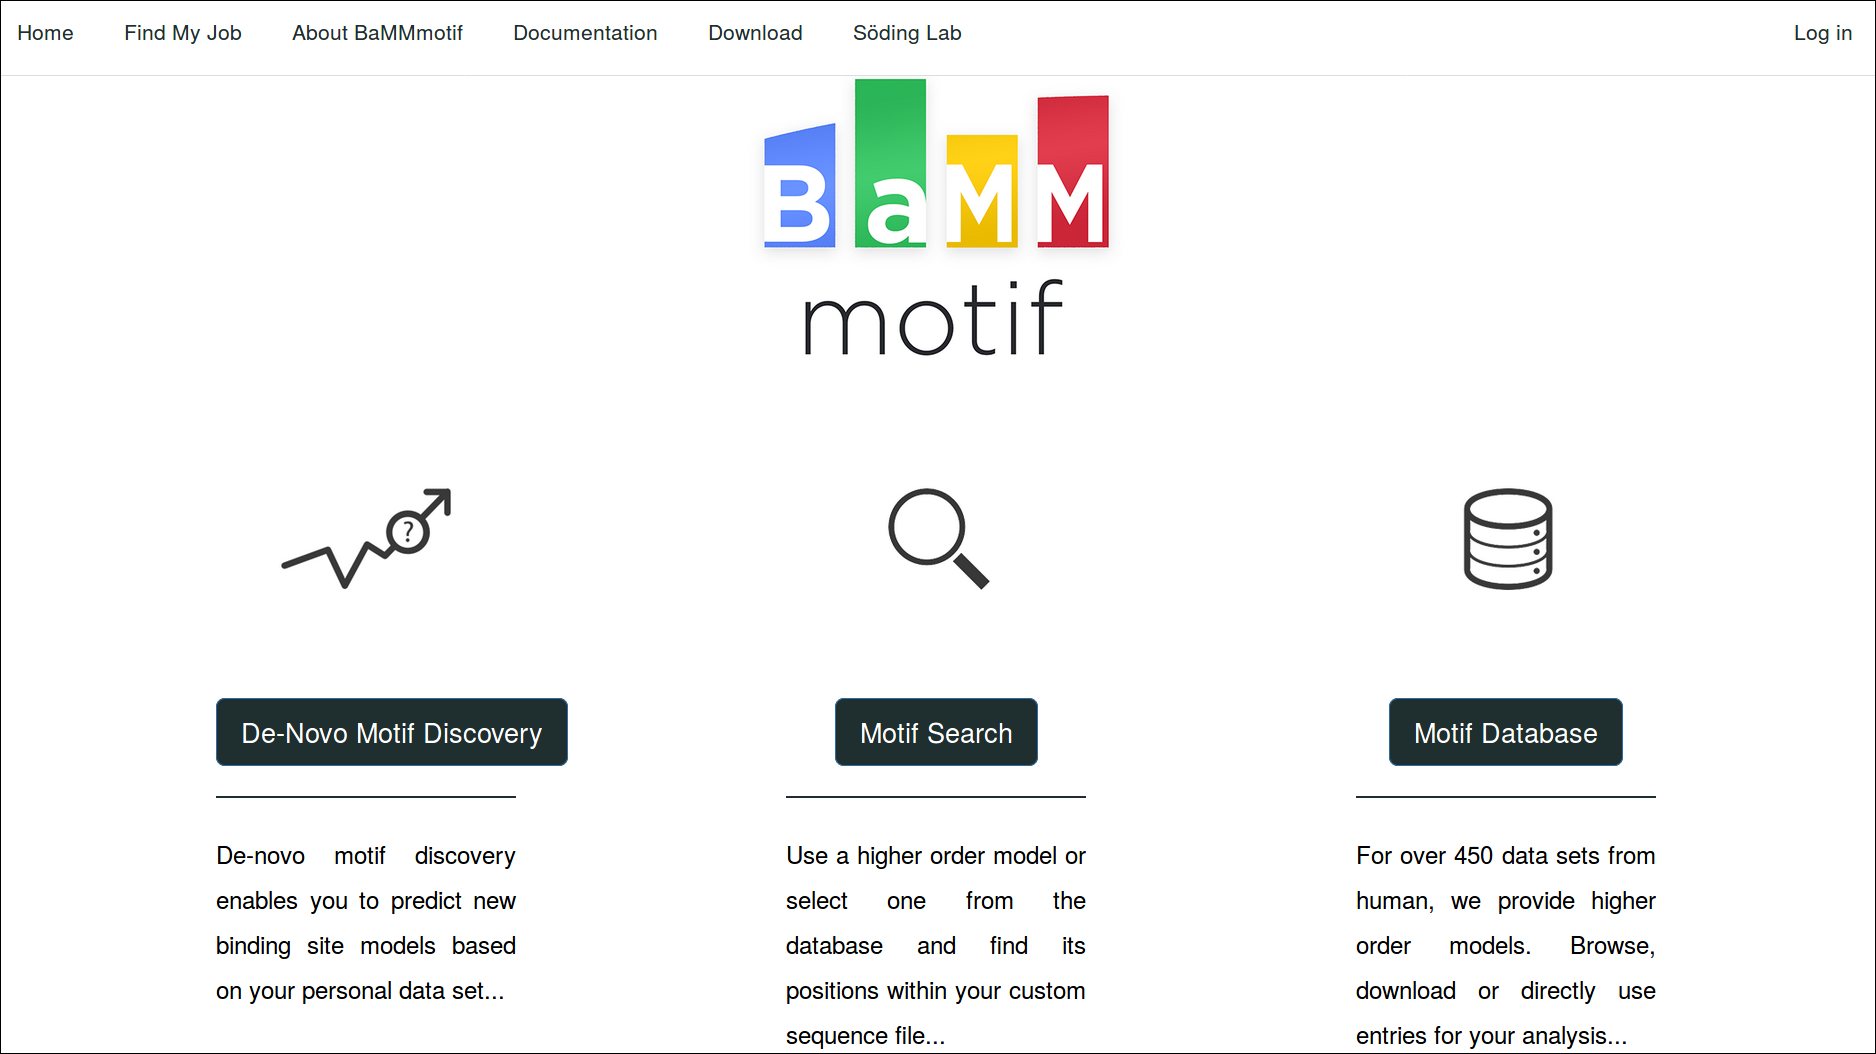 Home Find My Job About BaMMmotif Documentation Download Söding Lab Log in
BaMM
motif
?
De-Novo Motif Discovery
De-novo motif discovery
enables you to predict new
binding site models based
on your personal data set...
Motif Search
Use a higher order model or
select one from the
database and find its
positions within your custom
sequence file...
Motif Database
For over 450 data sets from
human, we provide higher
order models. Browse,
download or directly use
entries for your analysis...